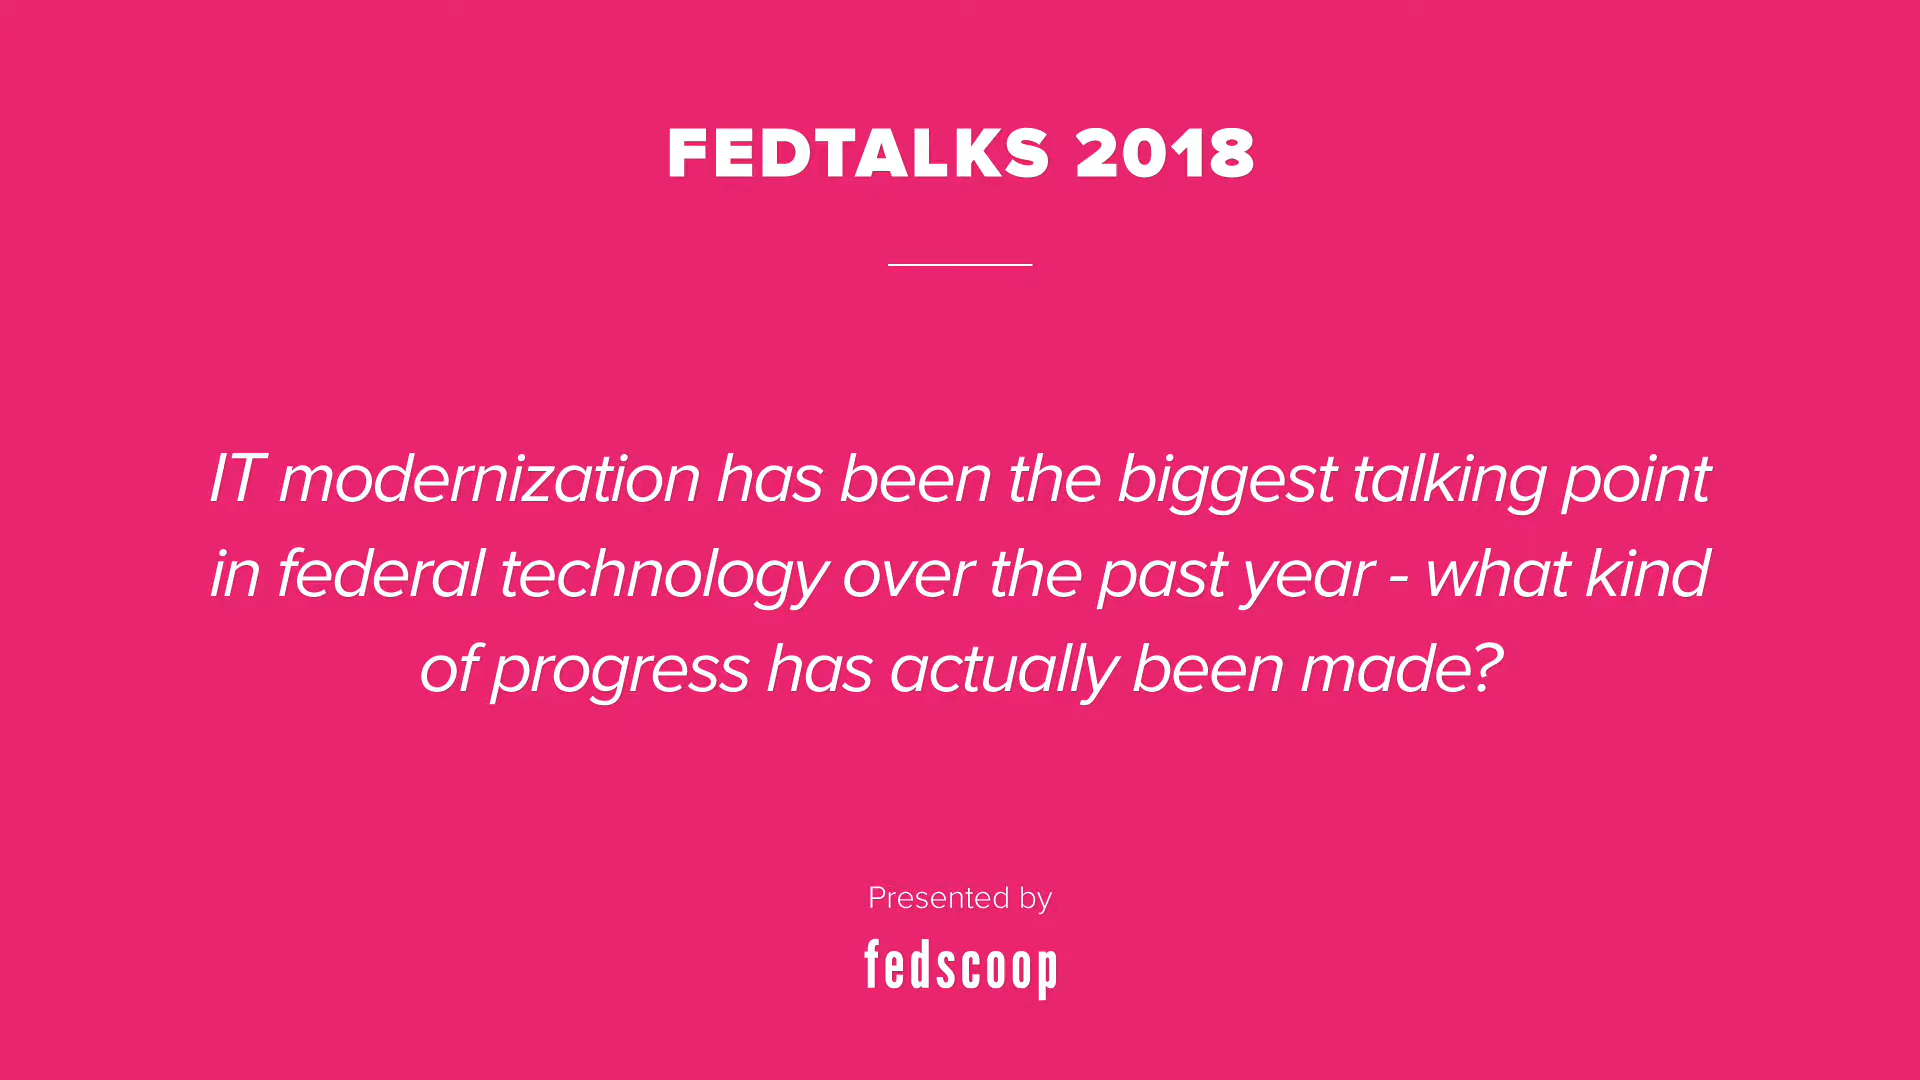 FEDTALKS 2018
IT modernization has been the biggest talking point
in federal technology over the past year - what kind
of progress has actually been made?
Presented by
fedscoop